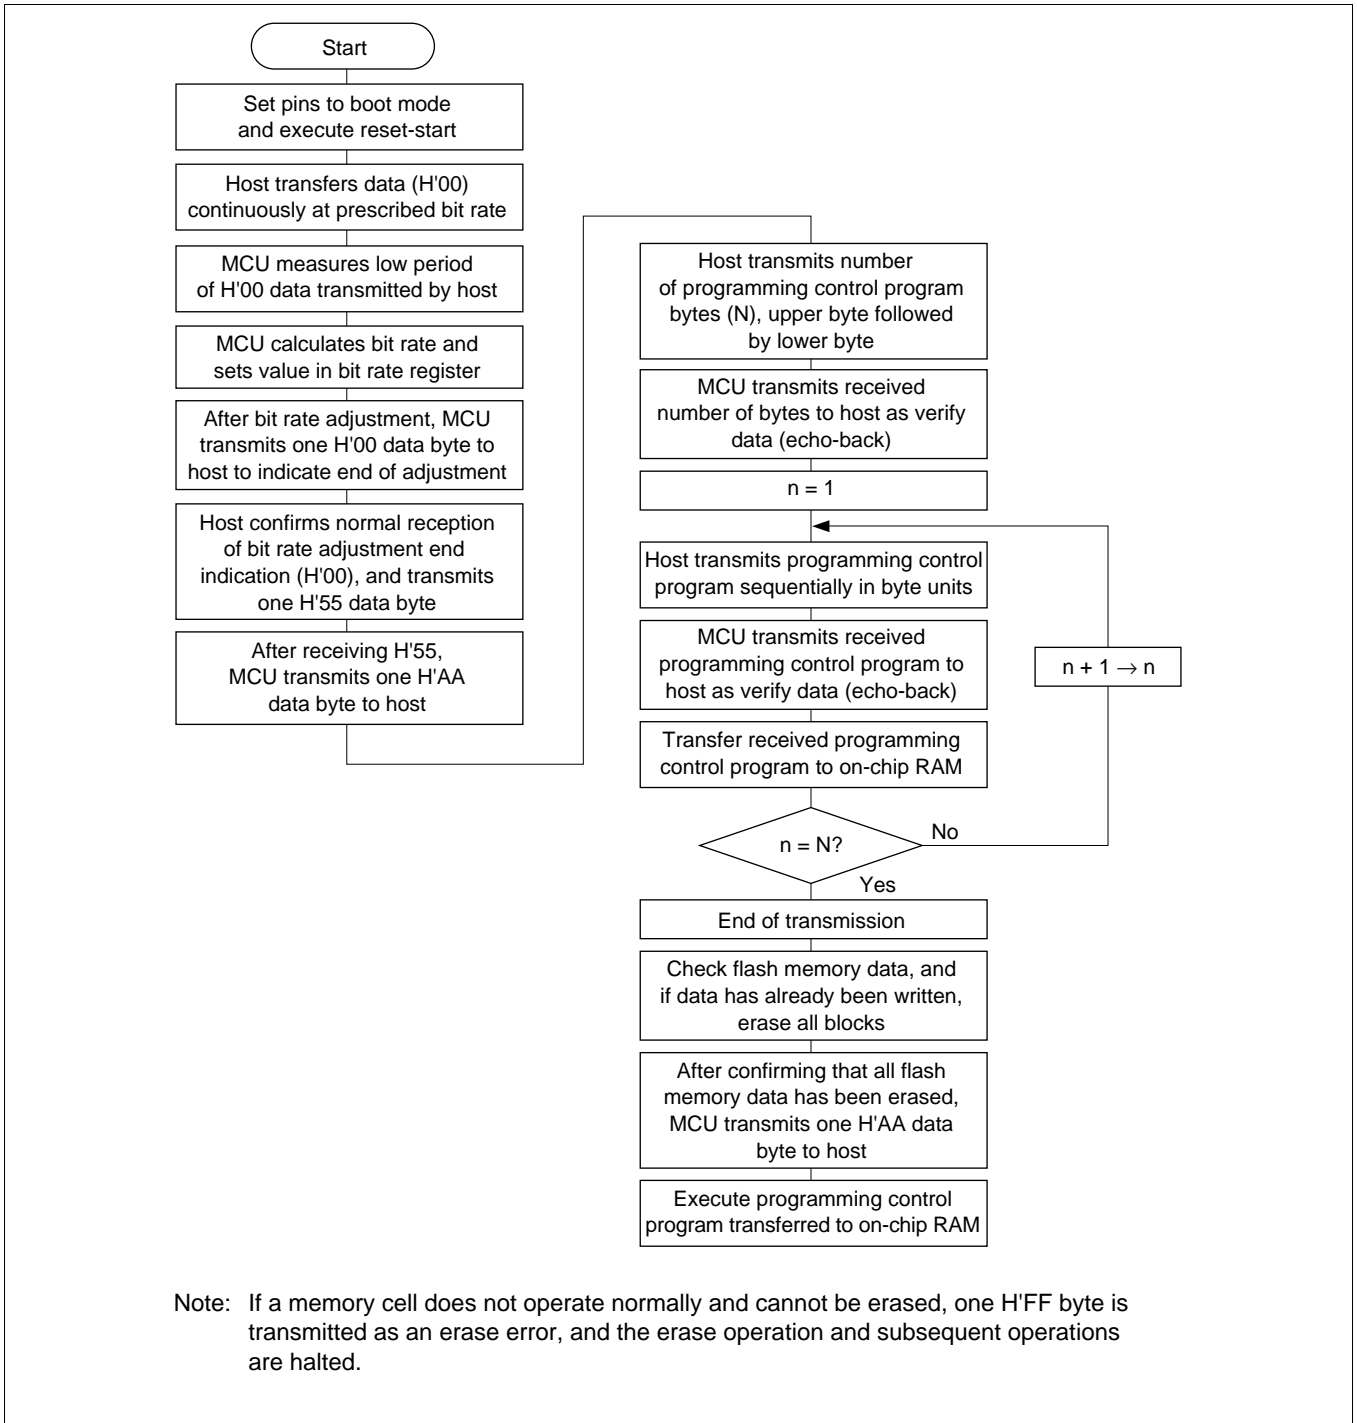 Start
Set pins to boot mode
and execute reset-start
Host transfers data (H'00)
continuously at prescribed bit rate
MCU measures low period
of H'00 data transmitted by host
MCU calculates bit rate and
sets value in bit rate register
After bit rate adjustment, MCU
transmits one H'00 data byte to
host to indicate end of adjustment
Host confirms normal reception
of bit rate adjustment end
indication (H'00), and transmits
one H'55 data byte
After receiving H'55,
MCU transmits one H'AA
data byte to host
Host transmits number
of programming control program
bytes (N), upper byte followed
by lower byte
MCU transmits received
number of bytes to host as verify
data (echo-back)
n = 1
Host transmits programming control
program sequentially in byte units
MCU transmits received
programming control program to
host as verify data (echo-back)
n + 1 → n
Transfer received programming
control program to on-chip RAM
n = N?
No
Yes
End of transmission
Check flash memory data, and
if data has already been written,
erase all blocks
After confirming that all flash
memory data has been erased,
MCU transmits one H'AA data
byte to host
Execute programming control
program transferred to on-chip RAM
Note: If a memory cell does not operate normally and cannot be erased, one H'FF byte is
transmitted as an erase error, and the erase operation and subsequent operations
are halted.